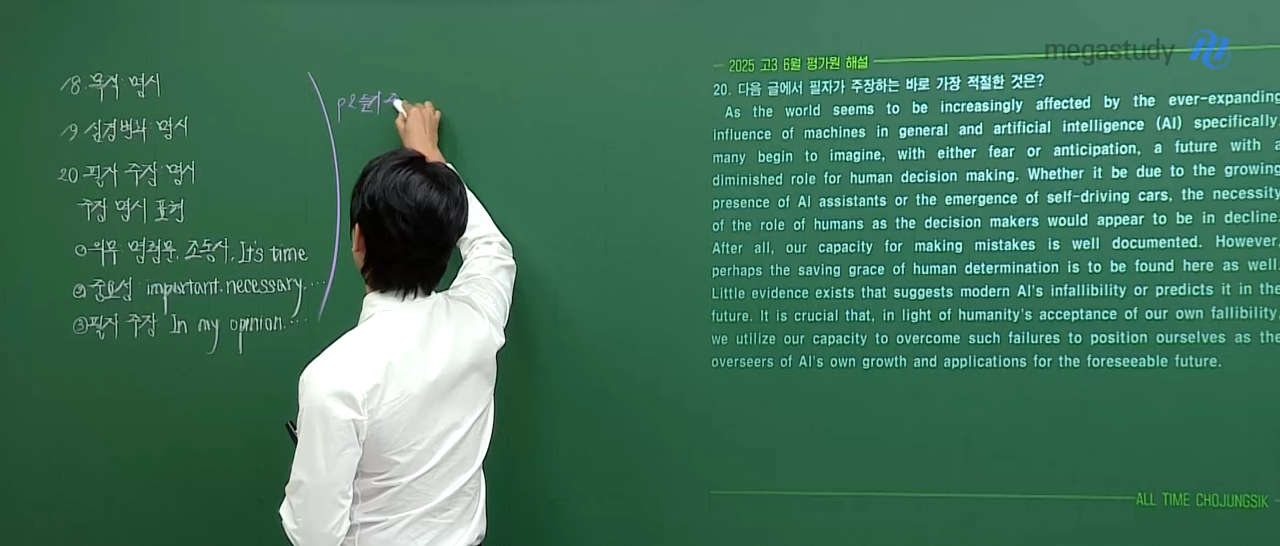 18. 목적 명시
19 심경변화 명시
20 필자 주장 명시
주장 명시 표현
① 의무 명령문, 조동사, It's time
② 중요성 important. necessary....
③ 필자 주장 In my opinion....
megastudy
2025 고3 6월 평가원 해설
20. 다음 글에서 필자가 주장하는 바로 가장 적절한 것은?
As the world seems to be increasingly affected by the ever-expanding
influence of machines in general and artificial intelligence (AI) specifically,
many begin to imagine, with either fear or anticipation, a future with a
diminished role for human decision making. Whether it be due to the growing
presence of AI assistants or the emergence of self-driving cars, the necessity
of the role of humans as the decision makers would appear to be in decline.
After all, our capacity for making mistakes is well documented. However,
perhaps the saving grace of human determination is to be found here as well.
Little evidence exists that suggests modern AI's infallibility or predicts it in the
future. It is crucial that, in light of humanity's acceptance of our own fallibility,
we utilize our capacity to overcome such failures to position ourselves as the
overseers of AI's own growth and applications for the foreseeable future.
ALL TIME CHOJUNGSIK